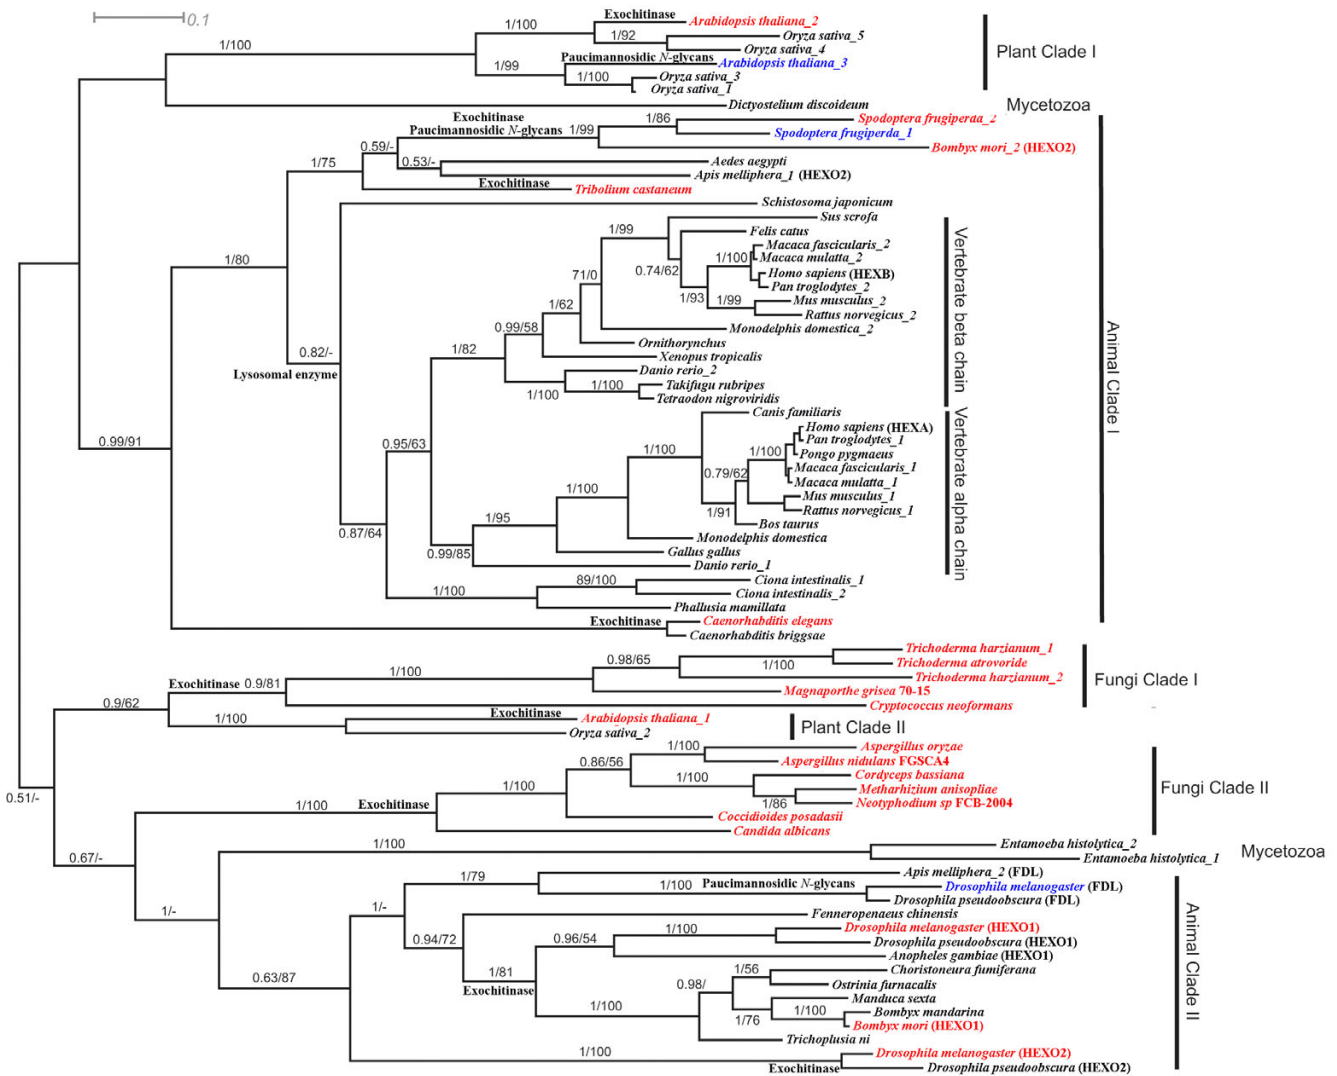 0.1
Exochitinase
Arabidopsis thaliana_2
1/100
1/92
Oryza sativa_5
Oryza sativa_4
1/100
Plant Clade I
Paucimannosidic N-glycans
Arabidopsis thaliana_3
1/99
1/100
Oryza sativa_3
Oryza sativa_1
Dictyostelium discoideum
Mycetozoa
Exochitinase
Paucimannosidic N-glycans
1/99
1/86
Spodoptera frugiperda_2
Spodoptera frugiperda_1
Bombyx mori_2 (HEXO2)
0.59/-
0.53/-
Aedes aegypti
Apis melliphera_1 (HEXO2)
1/75
Exochitinase
Tribolium castaneum
Schistosoma japonicum
Sus scrofa
1/99
Felis catus
Macaca fascicularis_2
Macaca mulatta_2
1/100
0.74/62
Homo sapiens (HEXB)
Pan troglodytes_2
1/93
1/99
Mus musculus_2
Rattus norvegicus_2
71/0
Monodelphis domestica_2
1/62
Ornithorynchus
0.99/58
Xenopus tropicalis
1/82
Danio rerio_2
1/100
1/100
Takifugu rubripes
Tetraodon nigroviridis
Vertebrate beta chain
1/80
0.82/-
Lysosomal enzyme
Animal Clade I
Canis familiaris
Homo sapiens (HEXA)
Pan troglodytes_1
1/100
Pongo pygmaeus
Macaca fascicularis_1
Macaca mulatta_1
0.79/62
Mus musculus_1
Rattus norvegicus_1
1/91
Bos taurus
1/100
Monodelphis domestica
1/100
Gallus gallus
1/95
Danio rerio_1
0.99/85
0.95/63
Vertebrate alpha chain
0.87/64
89/100
Ciona intestinalis_1
Ciona intestinalis_2
1/100
Phallusia mamillata
0.99/91
Exochitinase
Caenorhabditis elegans
Caenorhabditis briggsae
Trichoderma harzianum_1
Trichoderma atrovoride
0.98/65
1/100
Trichoderma harzianum_2
1/100
Magnaporthe grisea 70-15
Exochitinase 0.9/81
Cryptococcus neoformans
Fungi Clade I
0.9/62
1/100
Exochitinase
Arabidopsis thaliana_1
Oryza sativa_2
Plant Clade II
1/100
Aspergillus oryzae
Aspergillus nidulans FGSCA4
0.86/56
1/100
Cordyceps bassiana
Metharhizium anisopliae
1/86
Neotyphodium sp FCB-2004
Fungi Clade II
1/100
Coccidioides posadasii
1/100
Exochitinase
Candida albicans
0.51/-
0.67/-
1/100
Entamoeba histolytica_2
Entamoeba histolytica_1
Mycetozoa
1/-
1/79
Apis melliphera_2 (FDL)
1/100
Paucimannosidic N-glycans
Drosophila melanogaster (FDL)
Drosophila pseudoobscura (FDL)
1/-
Fenneropenaeus chinensis
0.94/72
0.96/54
1/100
Drosophila melanogaster (HEXO1)
Drosophila pseudoobscura (HEXO1)
Anopheles gambiae (HEXO1)
1/81
Exochitinase
1/56
Choristoneura fumiferana
Ostrinia furnacalis
0.98/
Manduca sexta
1/100
1/76
1/100
Bombyx mandarina
Bombyx mori (HEXO1)
Trichoplusia ni
0.63/87
1/100
Exochitinase
Drosophila melanogaster (HEXO2)
Drosophila pseudoobscura (HEXO2)
Animal Clade II